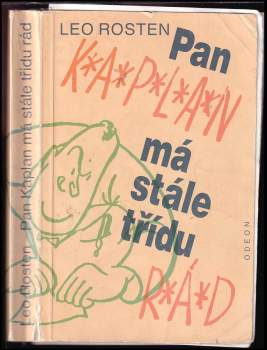 Leo Rosten Pan Kaplan má stále třídu rád
LEO ROSTEN
Pan
K*A*P*L*A*N
má
stále
třídu
R*Á*D
ODEON